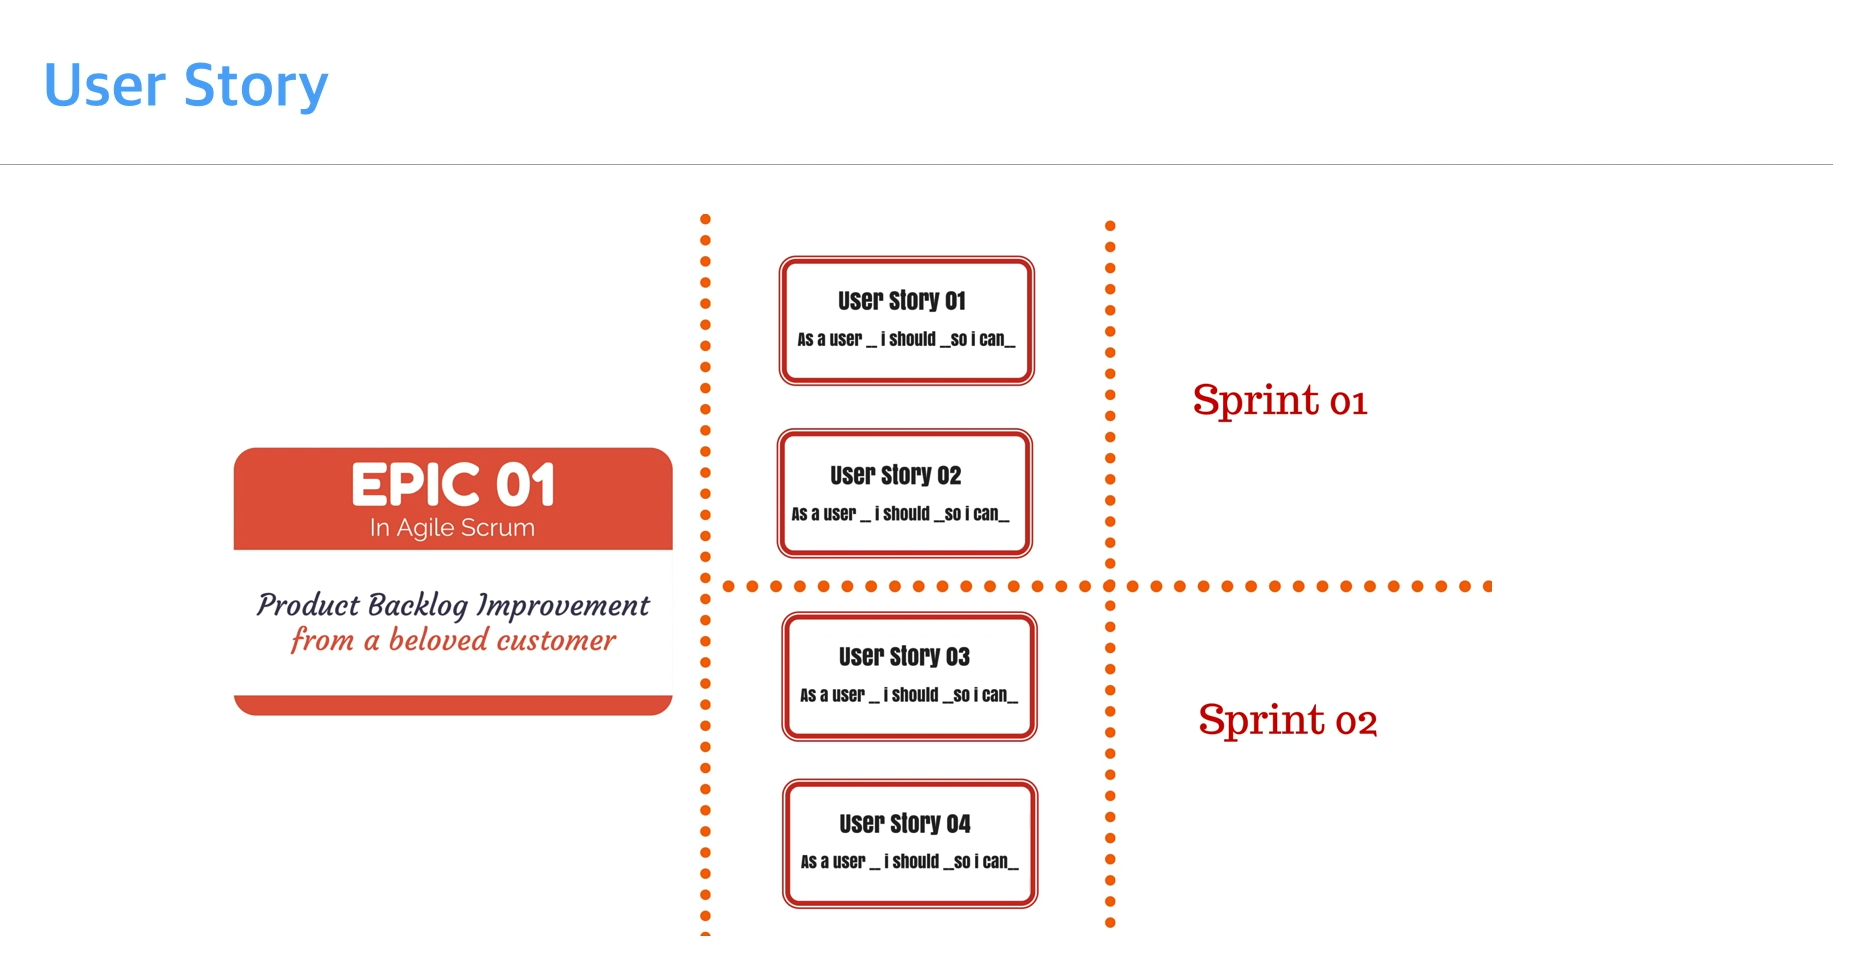 User Story
EPIC 01
In Agile Scrum
Product Backlog Improvement
from a beloved customer
User Story 01
As a user _ i should _so i can_
User Story 02
As a user _ i should _so i can_
Sprint 01
User Story 03
As a user _ i should _so i can_
User Story 04
As a user _ i should _so i can_
Sprint 02